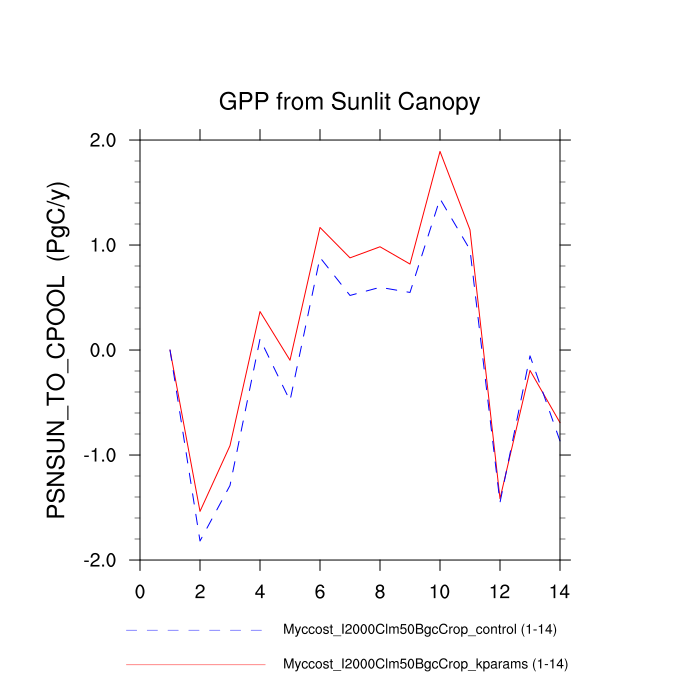 GPP from Sunlit Canopy
PSNSUN_TO_CPOOL (PgC/y)
2.0
1.0
0.0
-1.0
-2.0
0 2 4 6 8 10 12 14
Myccost_I2000Clm50BgcCrop_control (1-14)
Myccost_I2000Clm50BgcCrop_kparams (1-14)